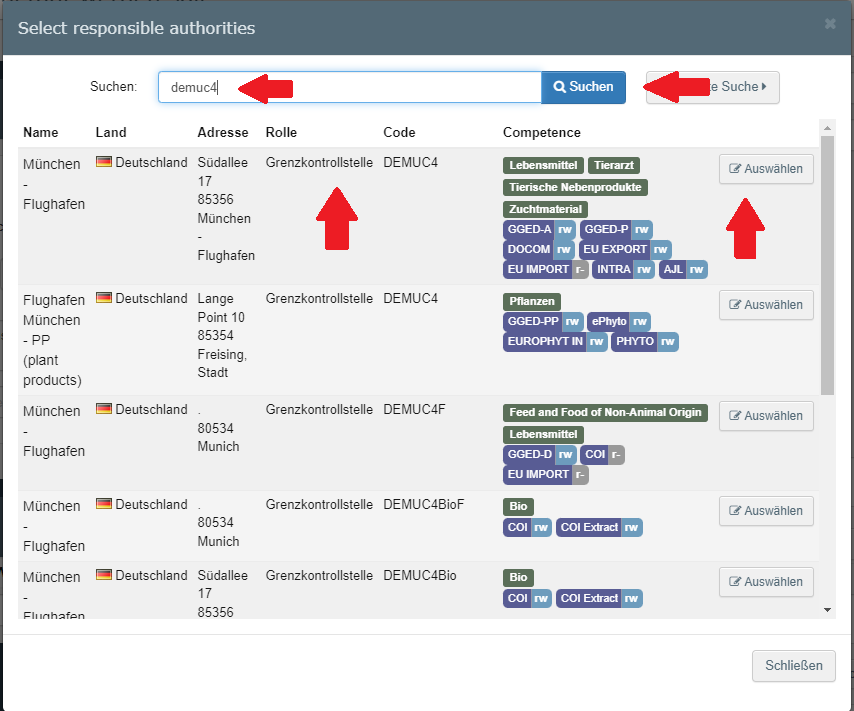 Select responsible authorities
Suchen: demuc4 Suchen Suche
Name Land Adresse Rolle Code Competence
München - Flughafen Deutschland Südallee 17 85356 München - Flughafen Grenzkontrollstelle DEMUC4 Auswählen
Lebensmittel Tierarzt
Tierische Nebenprodukte
Zuchtmaterial
GGED-A rw GGED-P rw
DOCOM rw EU EXPORT rw
EU IMPORT r- INTRA rw AJL rw
Flughafen München - PP (plant products) Deutschland Lange Point 10 85354 Freising, Stadt Grenzkontrollstelle DEMUC4 Auswählen
Pflanzen
GGED-PP rw ePhyto rw
EUROPHYT IN rw PHYTO rw
München - Flughafen Deutschland . 80534 Munich Grenzkontrollstelle DEMUC4F Auswählen
Feed and Food of Non-Animal Origin
Lebensmittel
GGED-D rw COI r-
EU IMPORT r-
München - Flughafen Deutschland . 80534 Munich Grenzkontrollstelle DEMUC4BioF Auswählen
Bio
COI rw COI Extract rw
München - Flughafen Deutschland Südallee 17 85356 Grenzkontrollstelle DEMUC4Bio Auswählen
Bio
COI rw COI Extract rw
Schließen